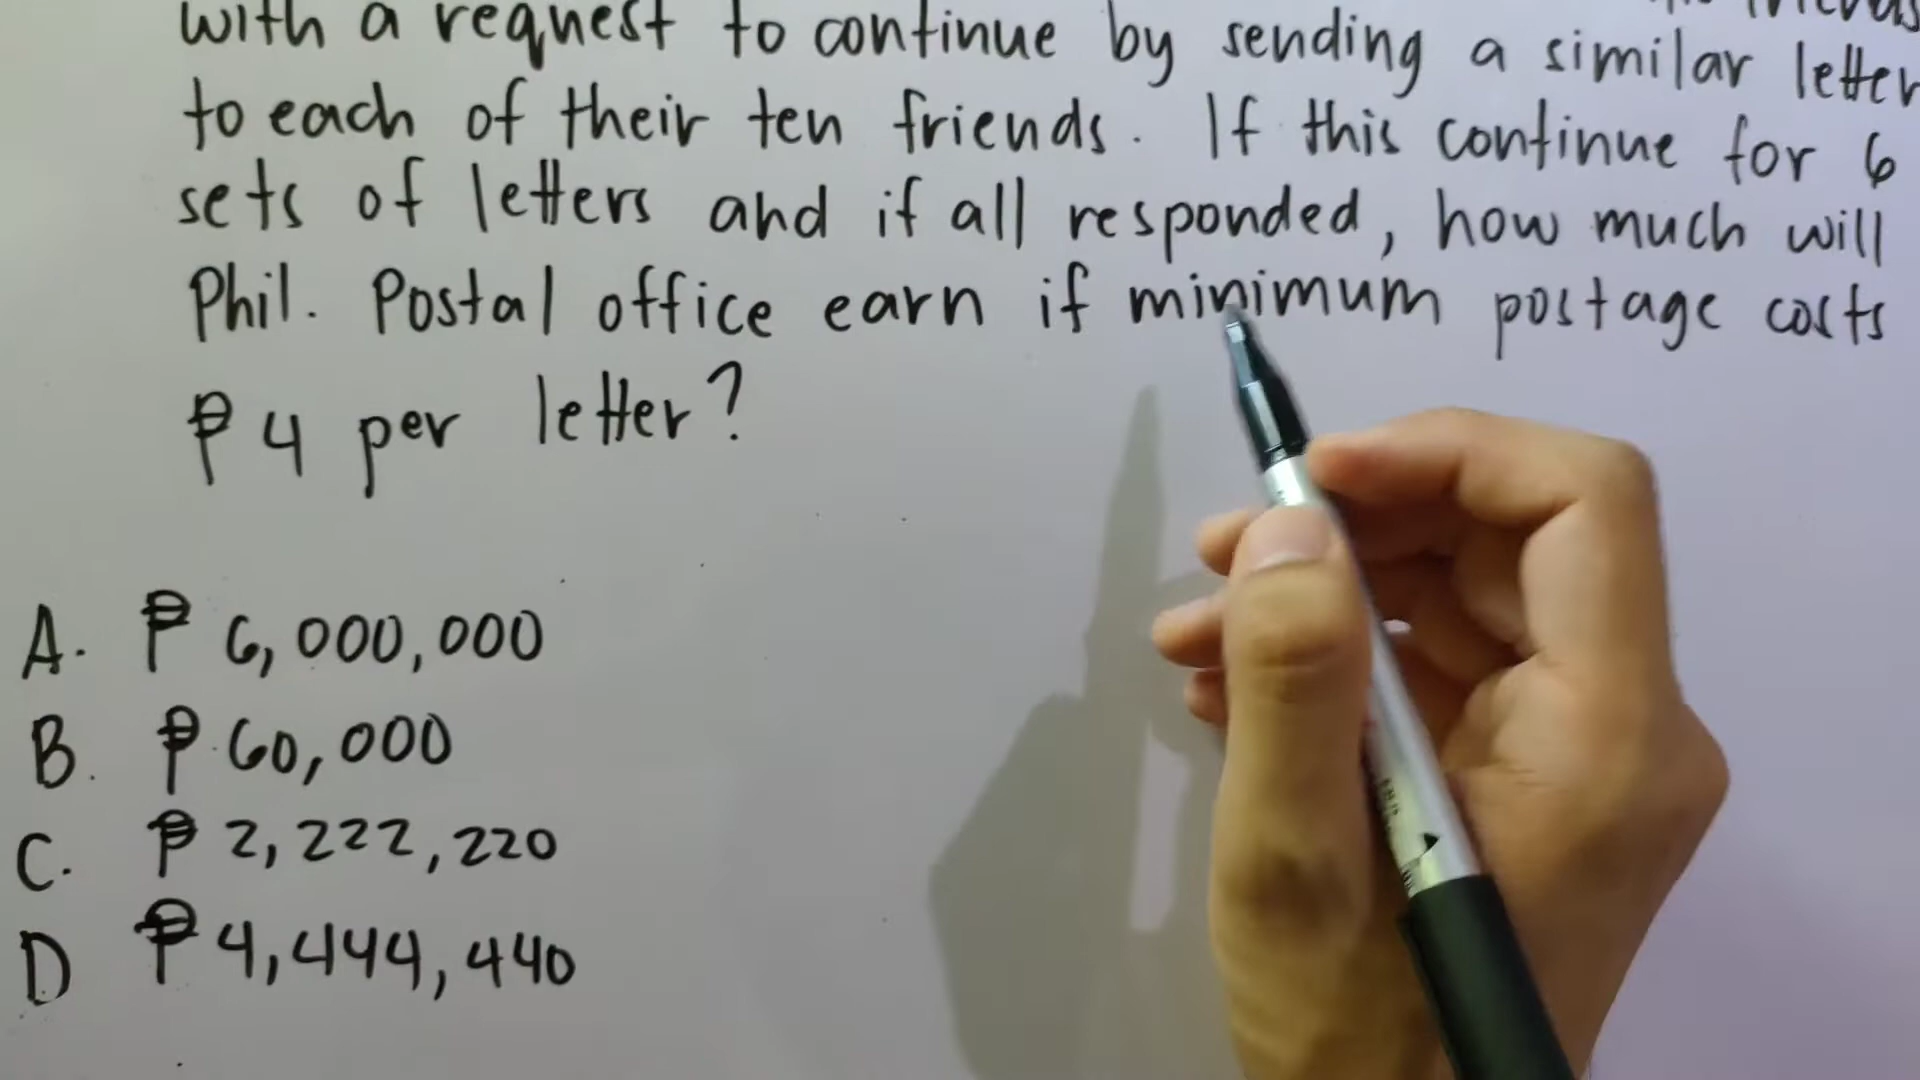 with a request to continue by sending a similar letter
to each of their ten friends. If this continue for 6
sets of letters and if all responded, how much will
Phil. Postal office earn if minimum postage costs
₱ 4 per letter?
A. ₱ 6,000,000
B. ₱ 60,000
C. ₱ 2,222,220
D ₱ 4,444,440